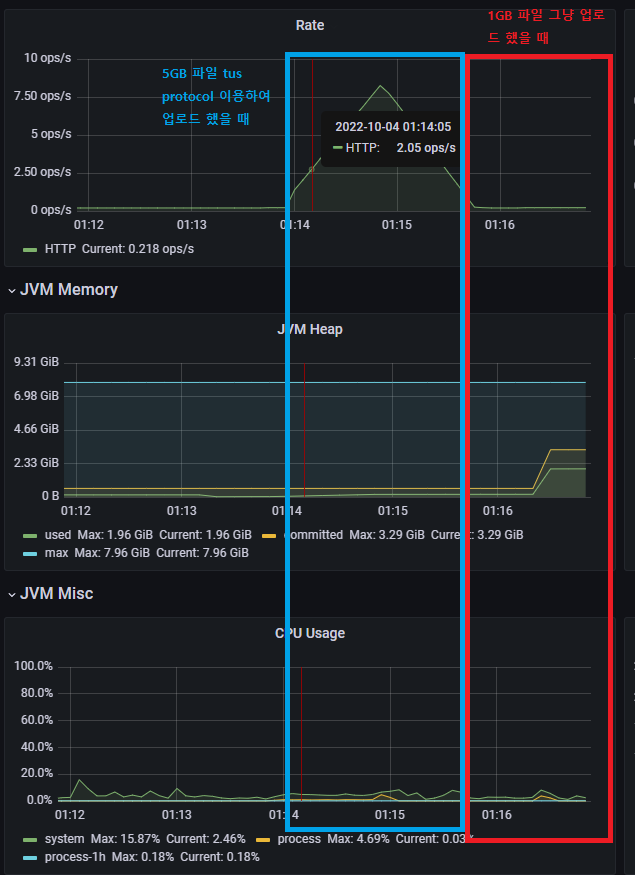 Rate
1GB 파일 그냥 업로
드 했을 때
5GB 파일 tus
protocol 이용하여
업로드 했을 때
10 ops/s
7.50 ops/s
5 ops/s
2.50 ops/s
0 ops/s
2022-10-04 01:14:05
HTTP: 2.05 ops/s
01:12 01:13 01:14 01:15 01:16
HTTP Current: 0.218 ops/s
JVM Memory
JVM Heap
9.31 GiB
6.98 GiB
4.66 GiB
2.33 GiB
0 B
01:12 01:13 01:14 01:15 01:16
used Max: 1.96 GiB Current: 1.96 GiB committed Max: 3.29 GiB Current: 3.29 GiB
max Max: 7.96 GiB Current: 7.96 GiB
JVM Misc
CPU Usage
100.0%
80.0%
60.0%
40.0%
20.0%
0.0%
01:12 01:13 01:14 01:15 01:16
system Max: 15.87% Current: 2.46% process Max: 4.69% Current: 0.03%
process-1h Max: 0.18% Current: 0.18%